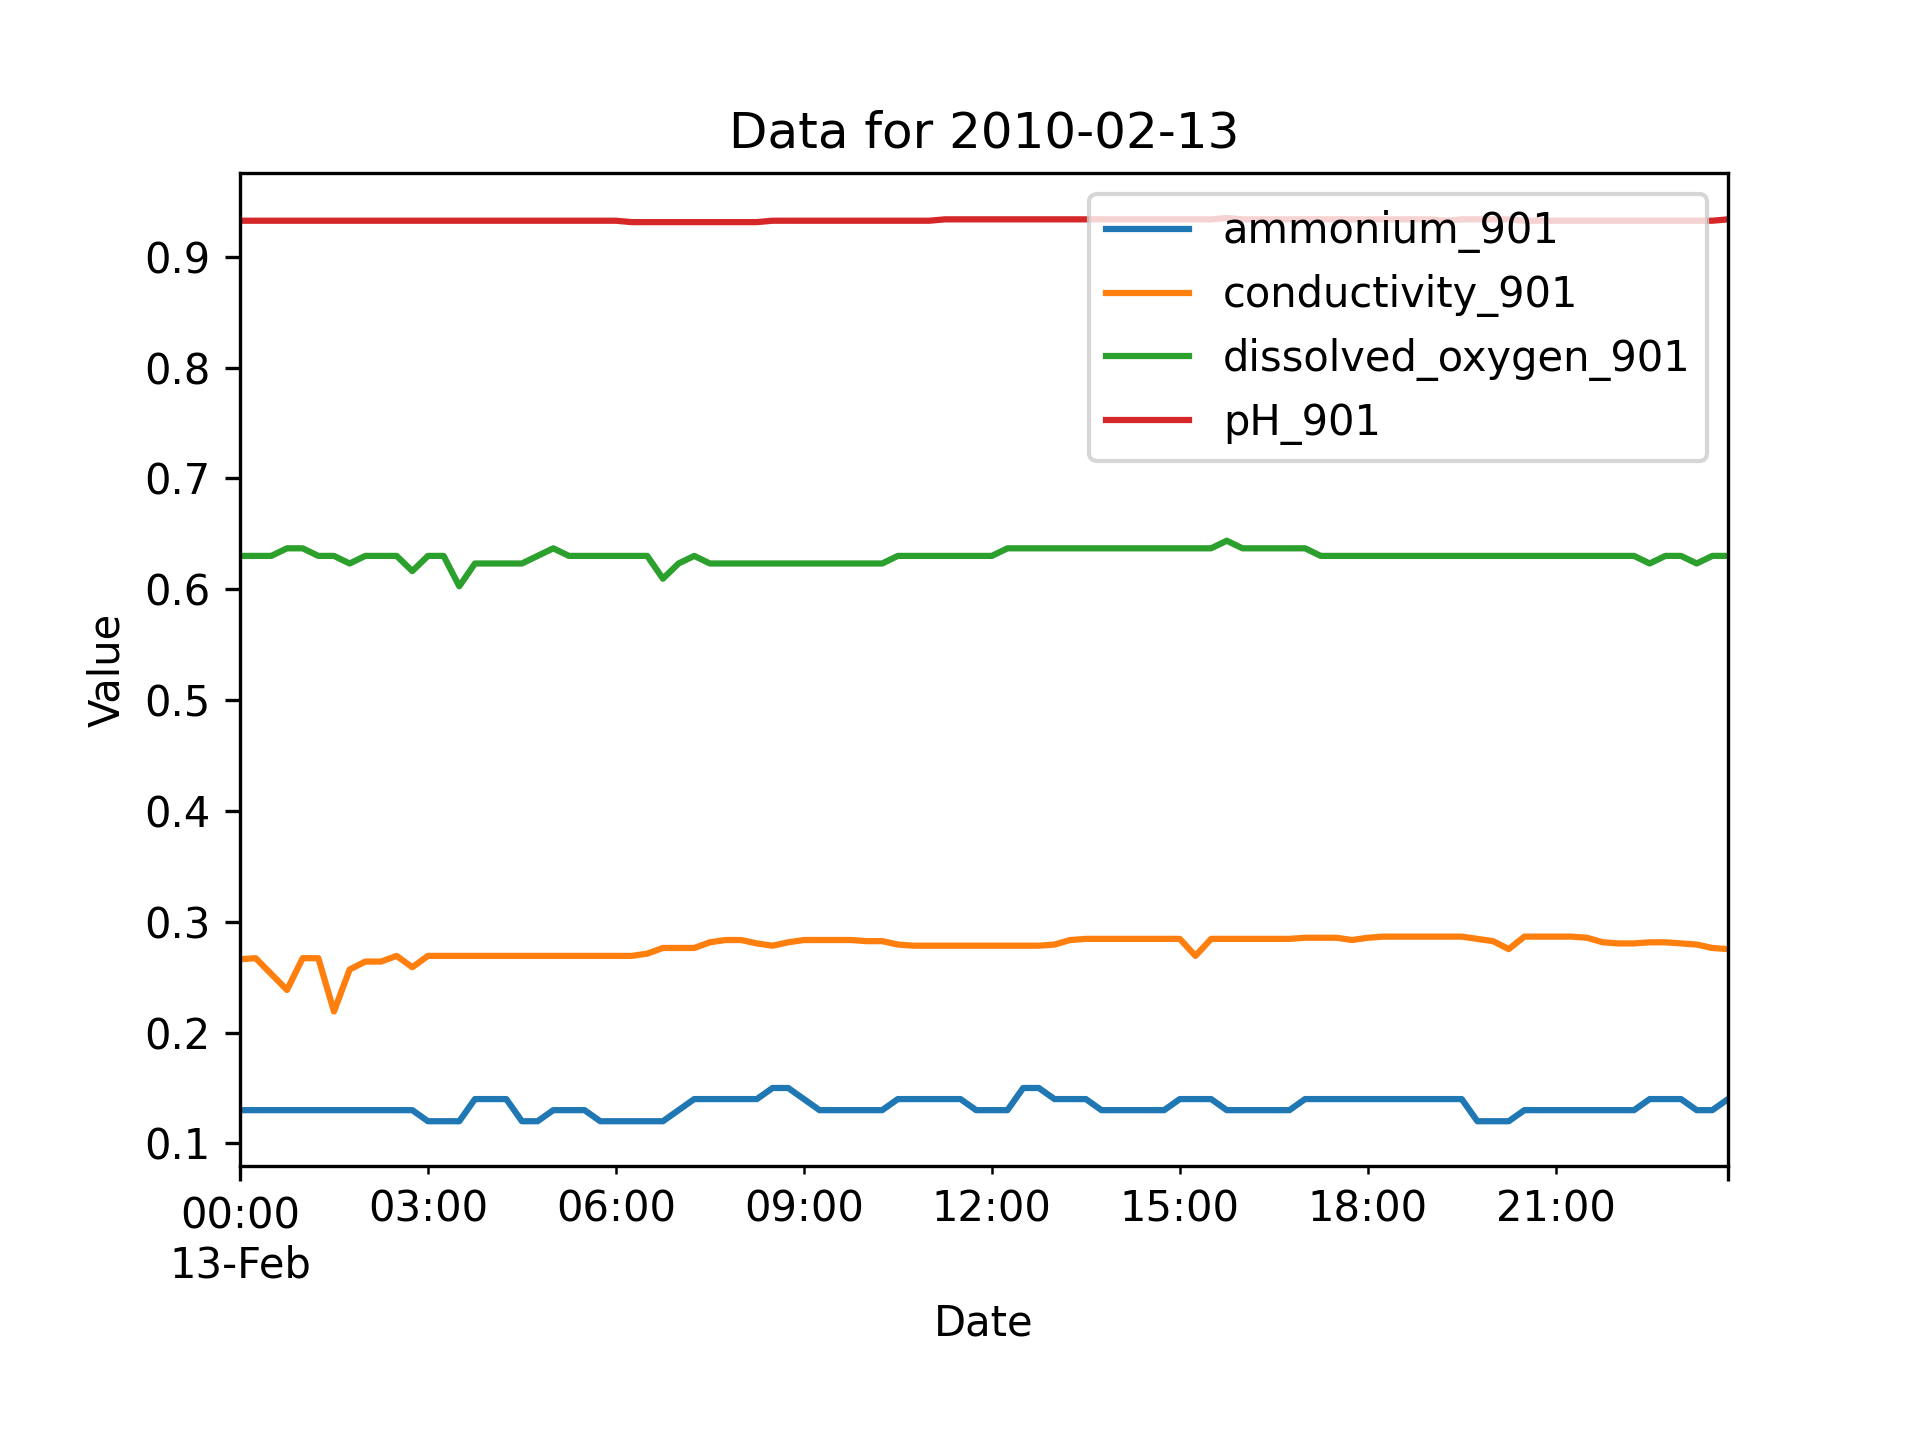 Data for 2010-02-13
ammonium_901
conductivity_901
dissolved_oxygen_901
pH_901
0.9
0.8
0.7
0.6
0.5
0.4
0.3
0.2
0.1
Value
00:00 03:00 06:00 09:00 12:00 15:00 18:00 21:00
13-Feb
Date